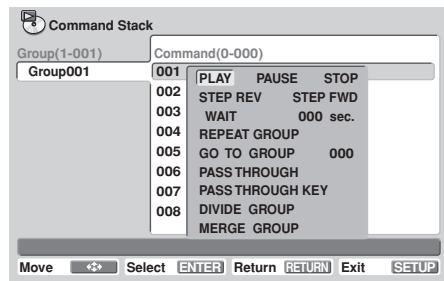 Command Stack
Group(1-001) Command(0-000)
Group001 001 PLAY PAUSE STOP
002 STEP REV STEP FWD
003 WAIT 000 sec.
004 REPEAT GROUP
005 GO TO GROUP 000
006 PASS THROUGH
007 PASS THROUGH KEY
008 DIVIDE GROUP
MERGE GROUP
Move Select ENTER Return RETURN Exit SETUP